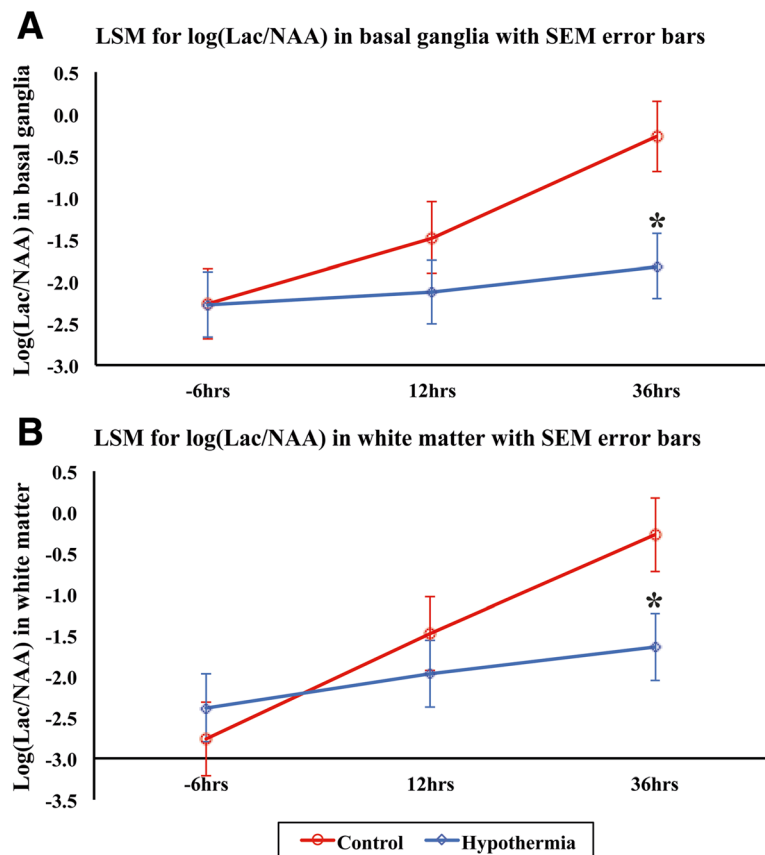 A
LSM for log(Lac/NAA) in basal ganglia with SEM error bars
Log(Lac/NAA) in basal ganglia
0.5
0.0
-0.5
-1.0
-1.5
-2.0
-2.5
-3.0
*
-6hrs 12hrs 36hrs
B
LSM for log(Lac/NAA) in white matter with SEM error bars
Log(Lac/NAA) in white matter
0.5
0.0
-0.5
-1.0
-1.5
-2.0
-2.5
-3.0
-3.5
*
-6hrs 12hrs 36hrs
Control Hypothermia